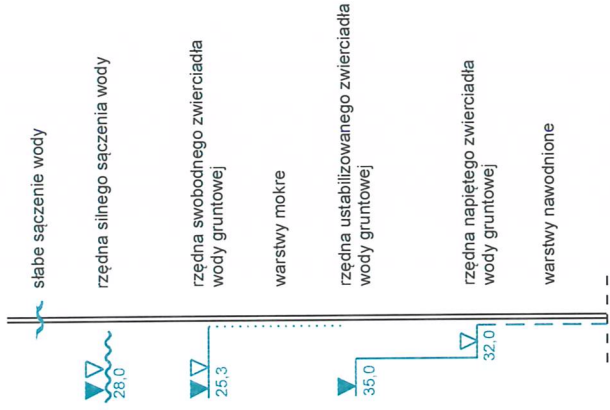 słabe sączenie wody
rzędna silnego sączenia wody
28,0
rzędna swobodnego zwierciadła
wody gruntowej
25,3
warstwy mokre
rzędna ustabilizowanego zwierciadła
wody gruntowej
35,0
rzędna napiętego zwierciadła
wody gruntowej
32,0
warstwy nawodnione